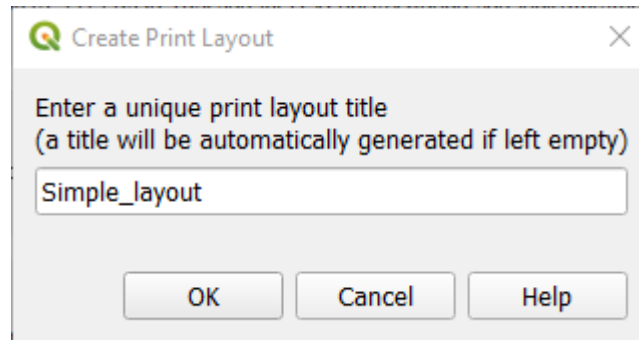 Create Print Layout
Enter a unique print layout title
(a title will be automatically generated if left empty)
Simple_layout
OK Cancel Help